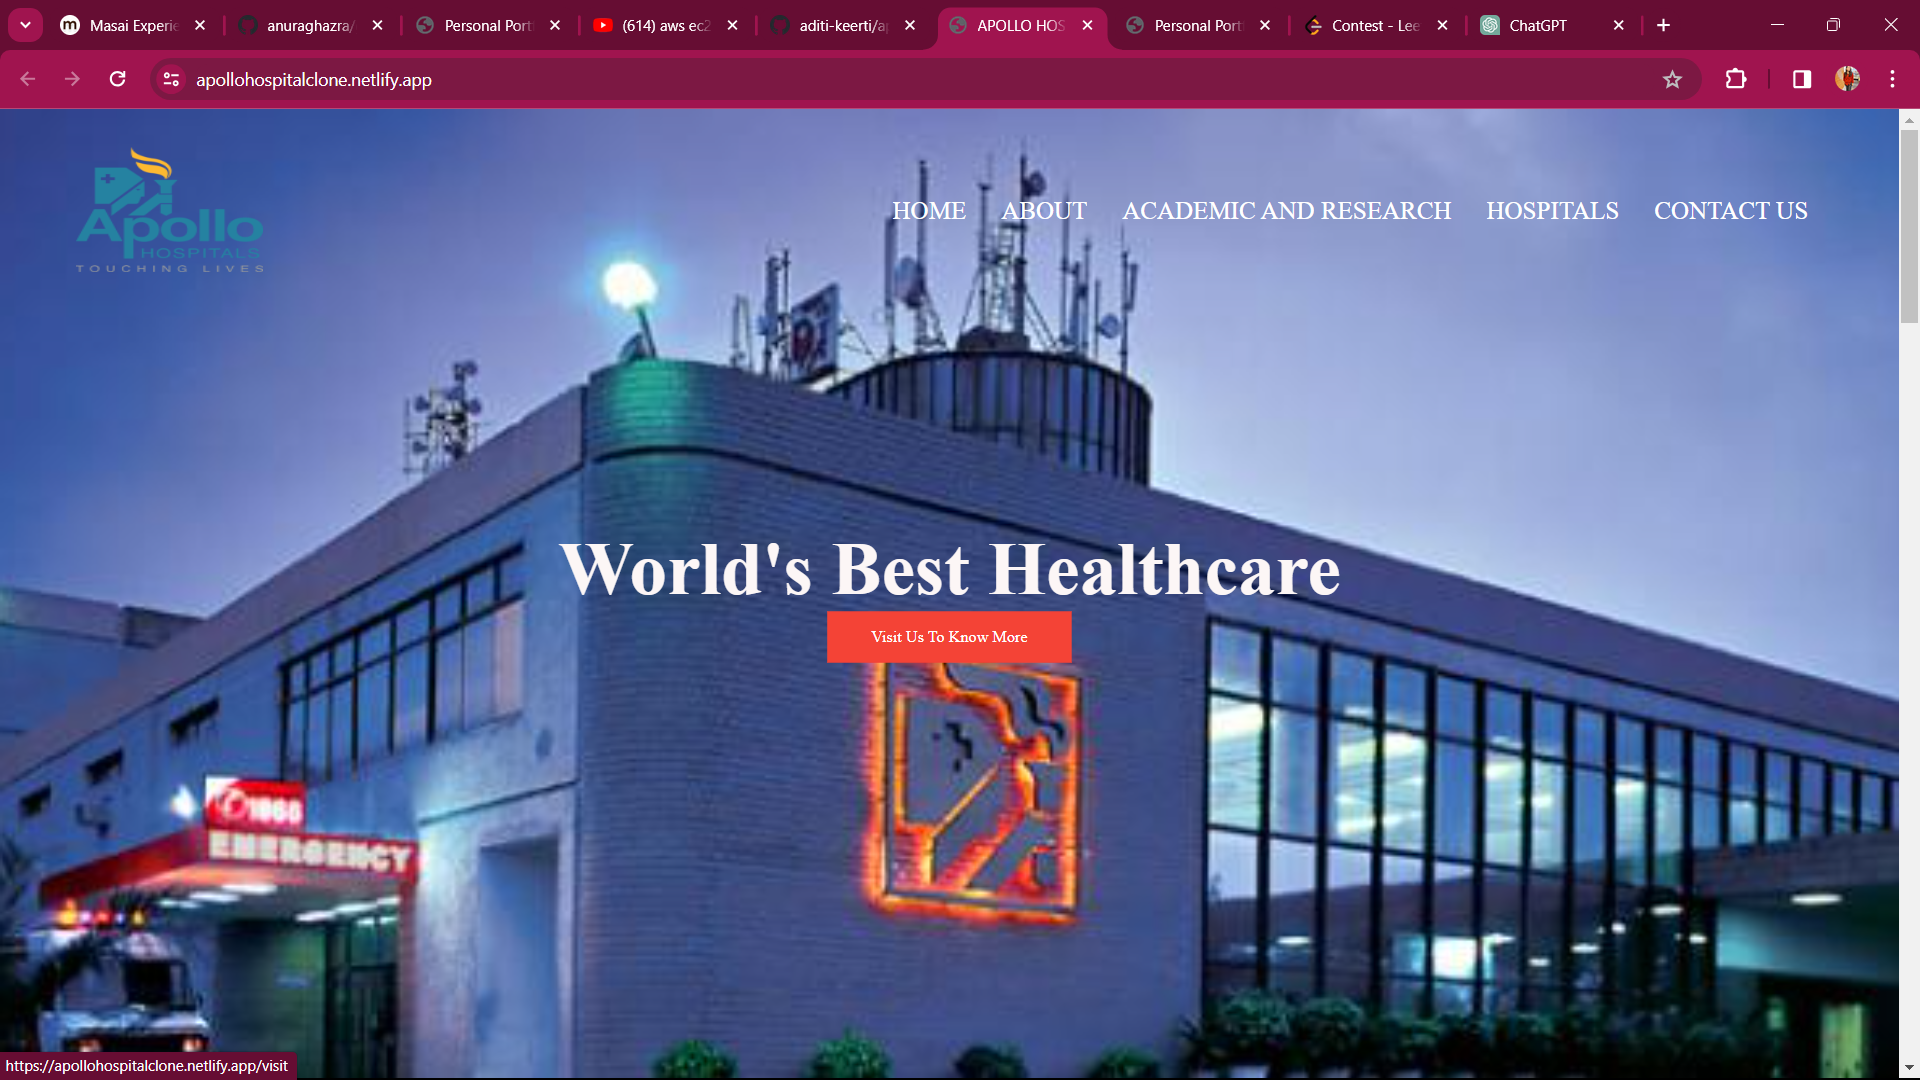 Masai Experie
anuraghazra/
Personal Port
(614) aws ec2
aditi-keerti/a
APOLLO HOS
Personal Port
Contest - Lee
ChatGPT
apollohospitalclone.netlify.app
Apollo
HOSPITALS
TOUCHING LIVES
HOME ABOUT ACADEMIC AND RESEARCH HOSPITALS CONTACT US
World's Best Healthcare
Visit Us To Know More
1066
EMERGENCY
https://apollohospitalclone.netlify.app/visit